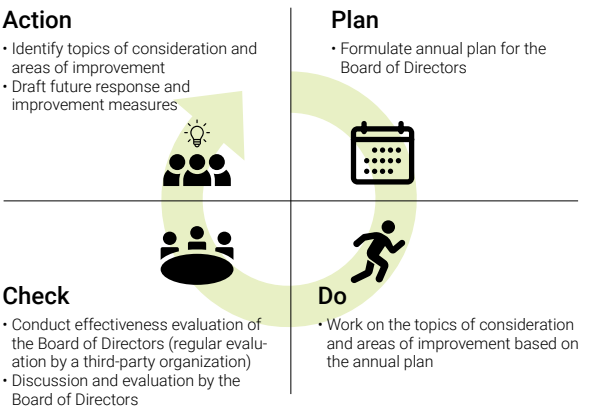 Action
• Identify topics of consideration and
areas of improvement
• Draft future response and
improvement measures
Plan
• Formulate annual plan for the
Board of Directors
Check
• Conduct effectiveness evaluation of
the Board of Directors (regular evalu-
ation by a third-party organization)
• Discussion and evaluation by the
Board of Directors
Do
• Work on the topics of consideration
and areas of improvement based on
the annual plan